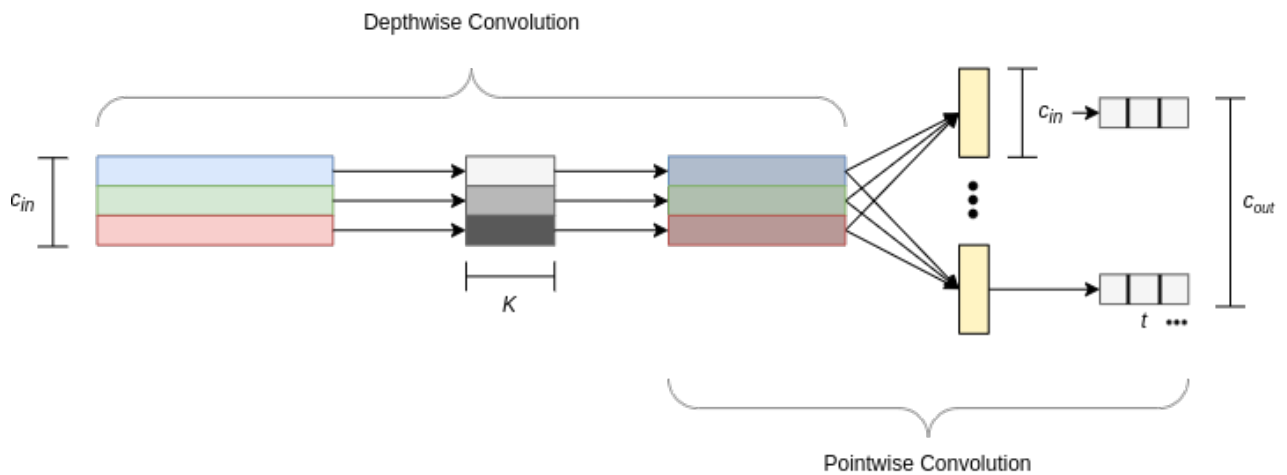 Depthwise Convolution
c_in
K
c_in
c_out
t •••
Pointwise Convolution